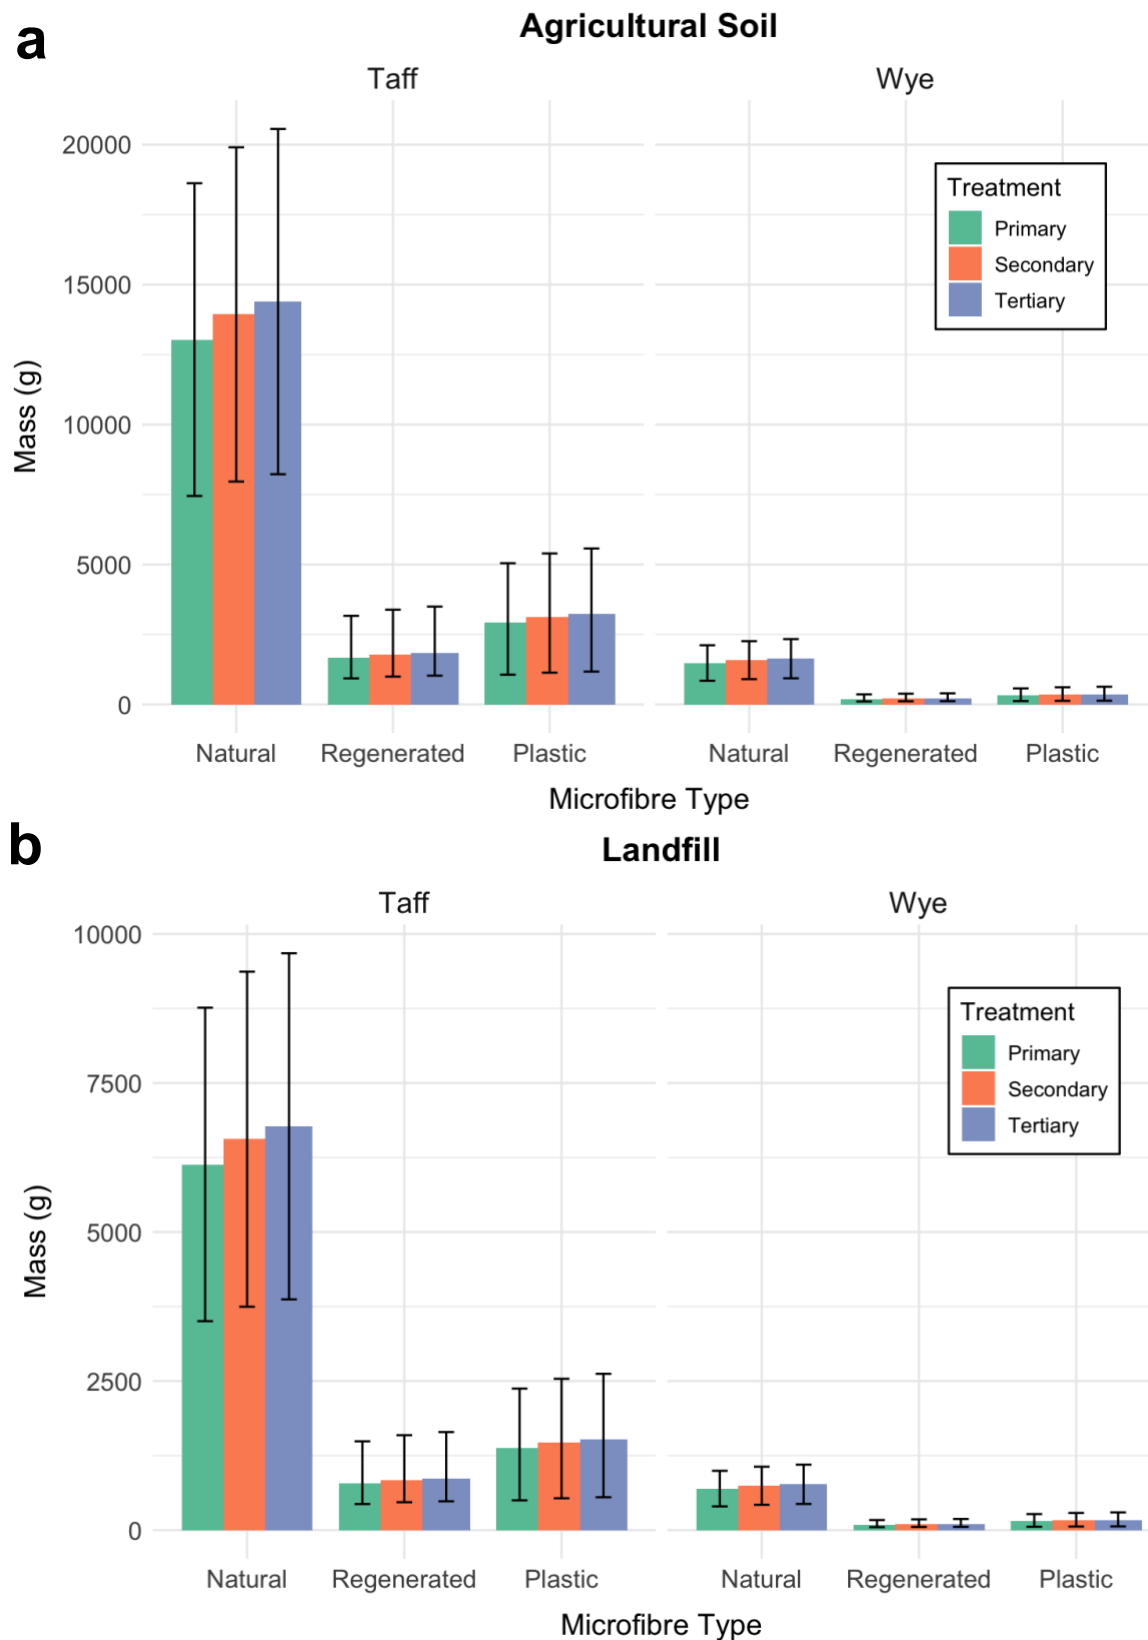 a
Agricultural Soil
Taff Wye
20000
15000
10000
5000
0
Mass (g)
Treatment
Primary
Secondary
Tertiary
Natural Regenerated Plastic Natural Regenerated Plastic
Microfibre Type
b
Landfill
Taff Wye
10000
7500
5000
2500
0
Mass (g)
Treatment
Primary
Secondary
Tertiary
Natural Regenerated Plastic Natural Regenerated Plastic
Microfibre Type